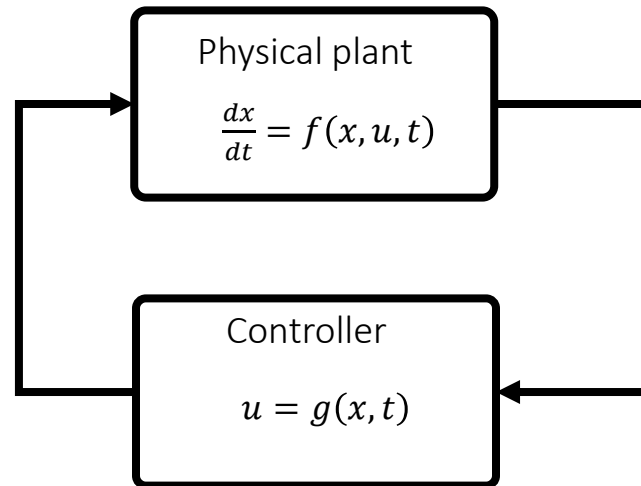 Physical plant
dx/dt = f(x, u, t)
Controller
u = g(x, t)